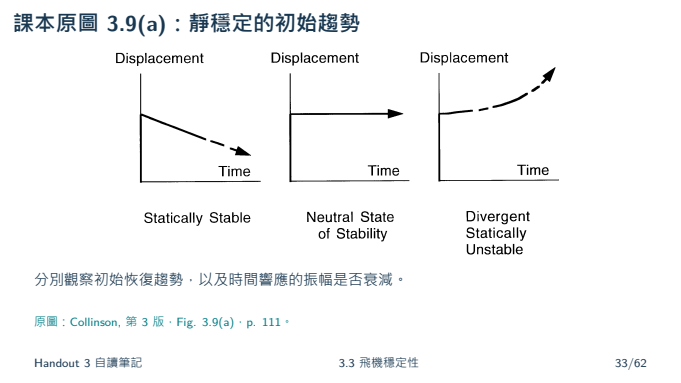 課本原圖 3.9(a)：靜穩定的初始趨勢
Displacement
Displacement
Displacement
Time
Time
Time
Statically Stable
Neutral State
of Stability
Divergent
Statically
Unstable
分別觀察初始恢復趨勢，以及時間響應的振幅是否衰減。
原圖：Collinson, 第 3 版，Fig. 3.9(a)，p. 111。
Handout 3 自讀筆記
3.3 飛機穩定性
33/62